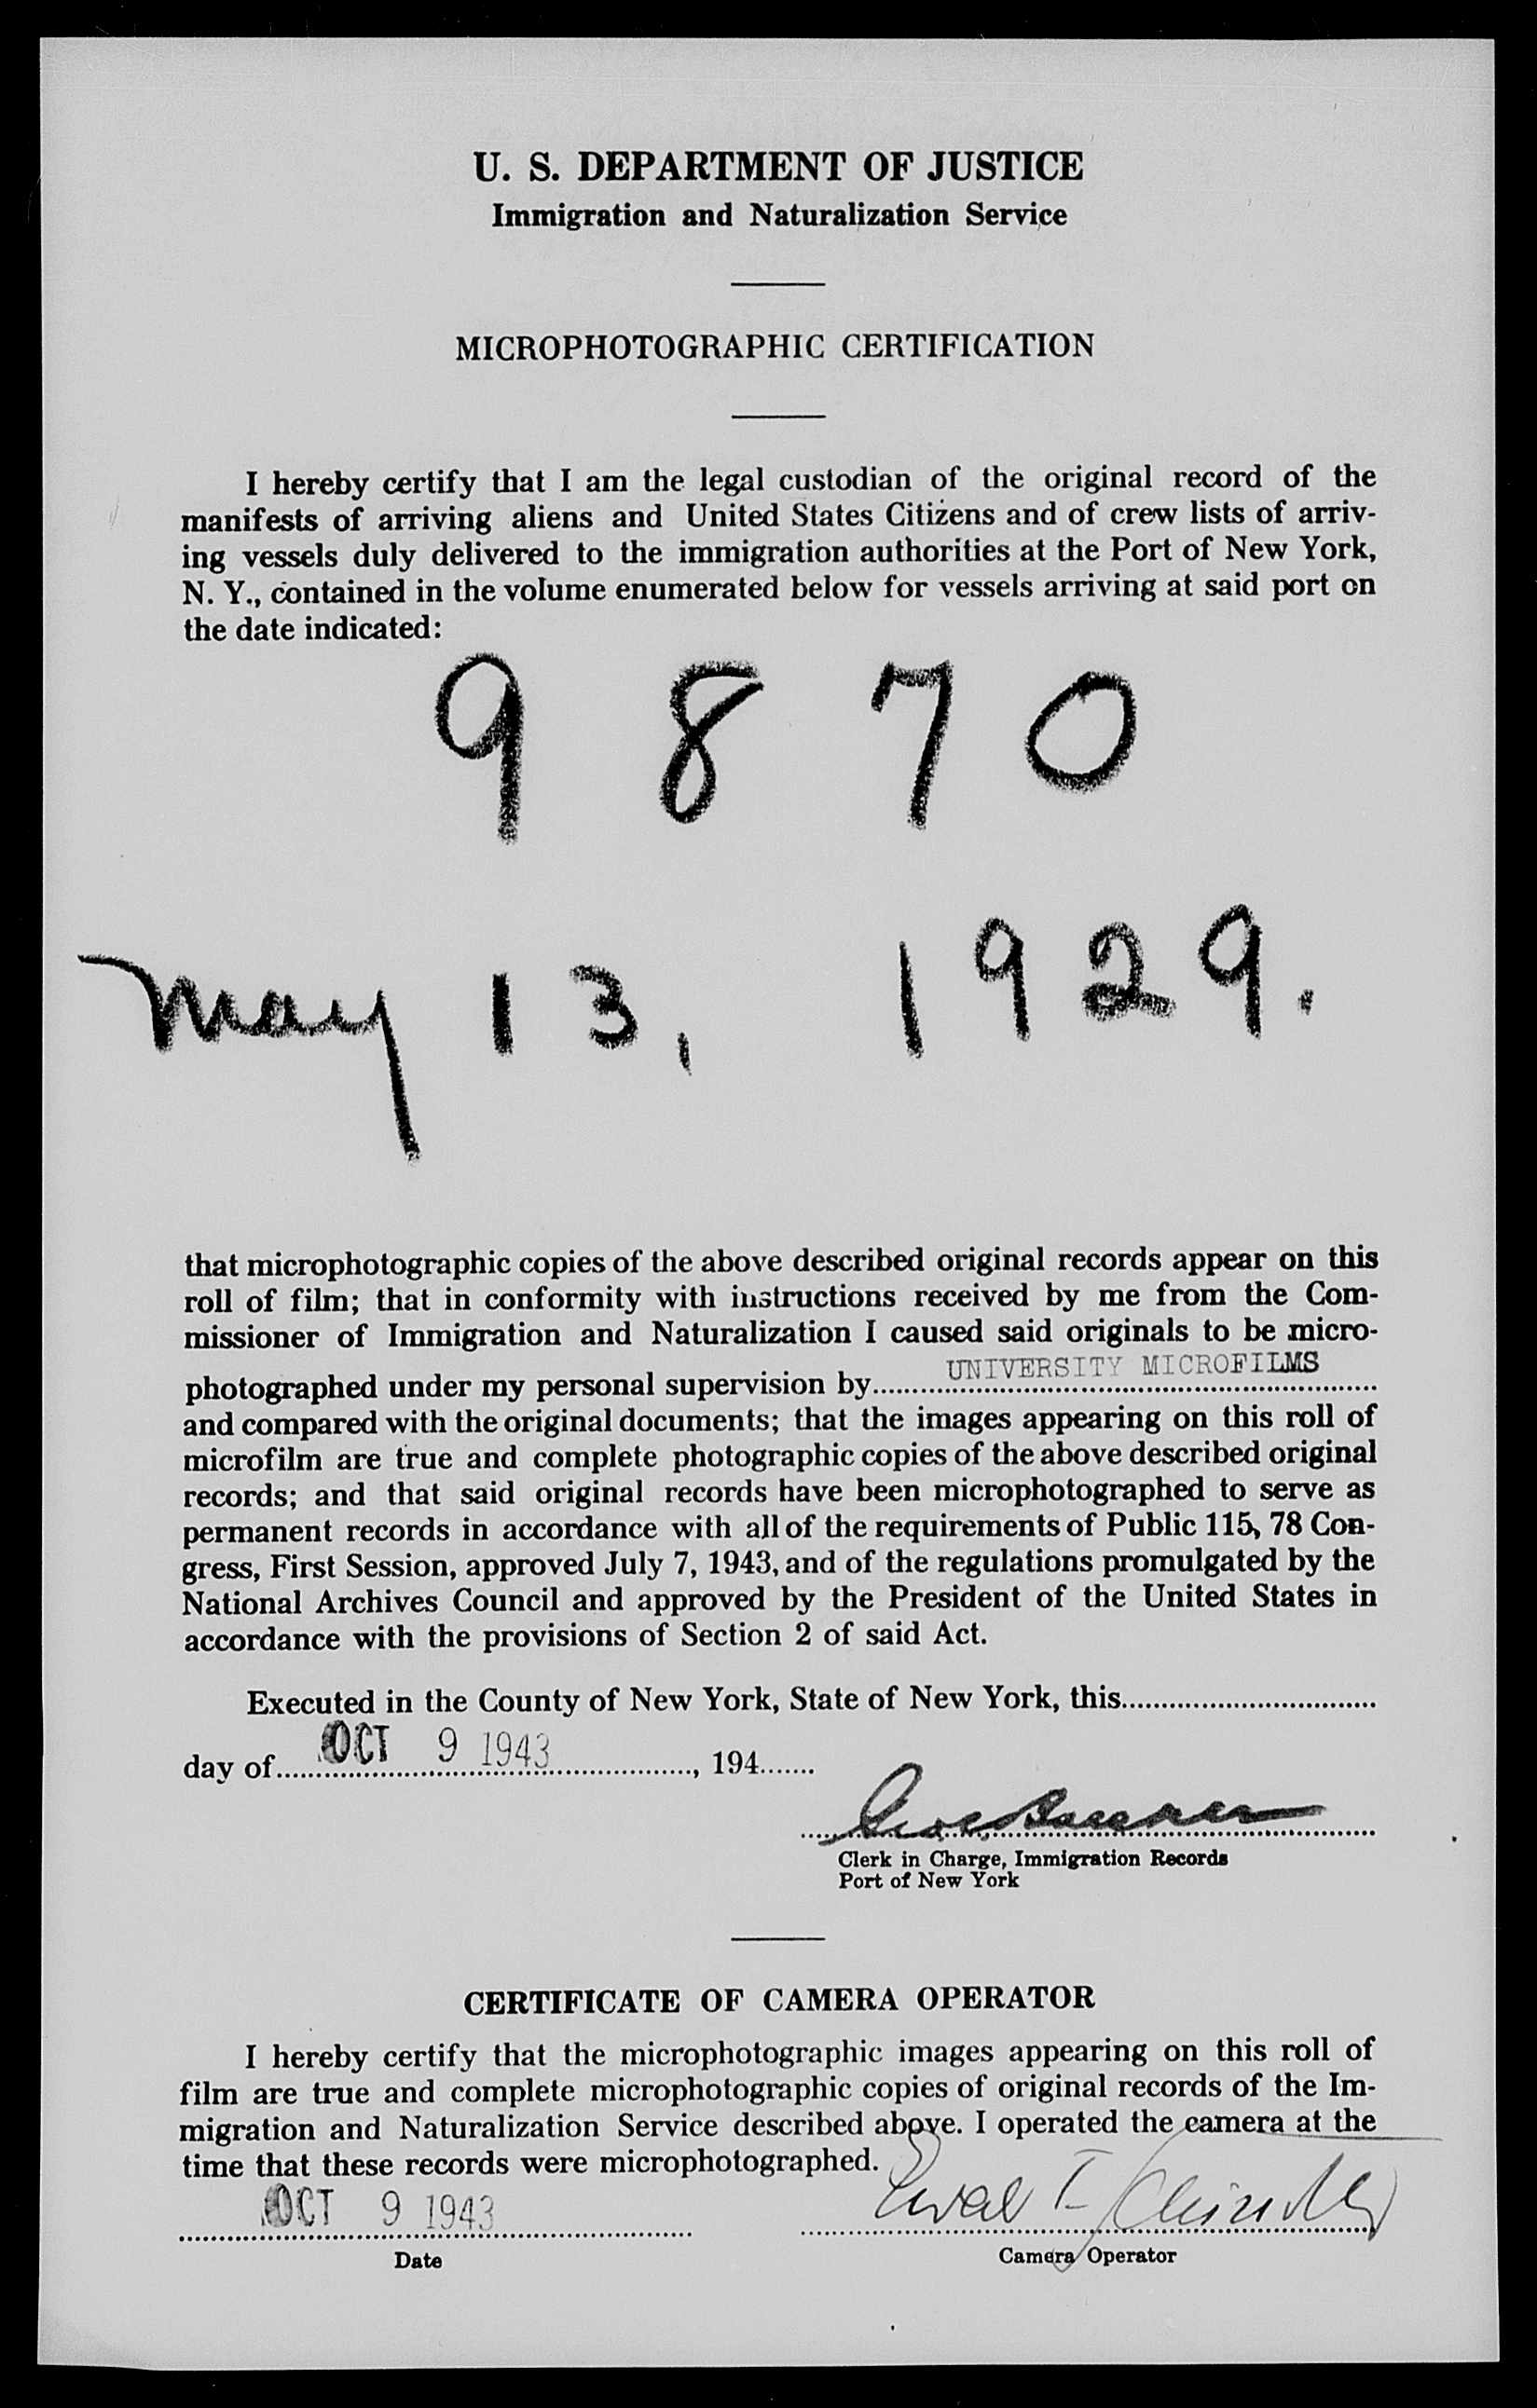 U. S. DEPARTMENT OF JUSTICE
Immigration and Naturalization Service
MICROPHOTOGRAPHIC CERTIFICATION
I hereby certify that I am the legal custodian of the original record of the
manifests of arriving aliens and United States Citizens and of crew lists of arriv-
ing vessels duly delivered to the immigration authorities at the Port of New York,
N. Y., contained in the volume enumerated below for vessels arriving at said port on
the date indicated:
9870
May 13, 1929.
that microphotographic copies of the above described original records appear on this
roll of film; that in conformity with instructions received by me from the Com-
missioner of Immigration and Naturalization I caused said originals to be micro-
photographed under my personal supervision by UNIVERSITY MICROFILMS
and compared with the original documents; that the images appearing on this roll of
microfilm are true and complete photographic copies of the above described original
records; and that said original records have been microphotographed to serve as
permanent records in accordance with all of the requirements of Public 115, 78 Con-
gress, First Session, approved July 7, 1943, and of the regulations promulgated by the
National Archives Council and approved by the President of the United States in
accordance with the provisions of Section 2 of said Act.
Executed in the County of New York, State of New York, this
day of OCT 9 1943, 194
Clerk in Charge, Immigration Records
Port of New York
CERTIFICATE OF CAMERA OPERATOR
I hereby certify that the microphotographic images appearing on this roll of
film are true and complete microphotographic copies of original records of the Im-
migration and Naturalization Service described above. I operated the camera at the
time that these records were microphotographed.
OCT 9 1943
Date
Camera Operator